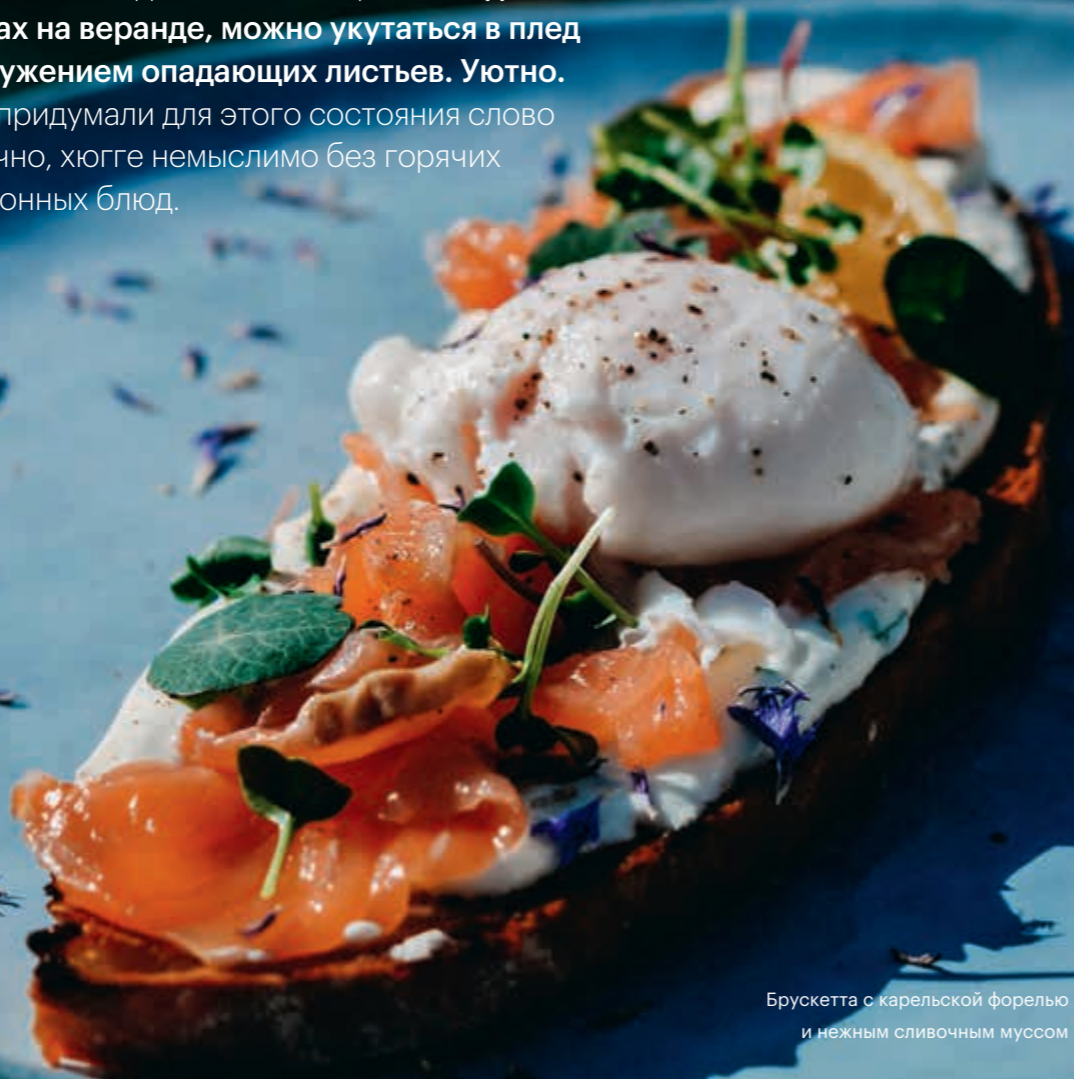 ах на веранде, можно укутаться в плед
ужением опадающих листьев. Уютно.
придумали для этого состояния слово
чно, хюгге немыслимо без горячих
онных блюд.
Брускетта с карельской форелью
и нежным сливочным муссом